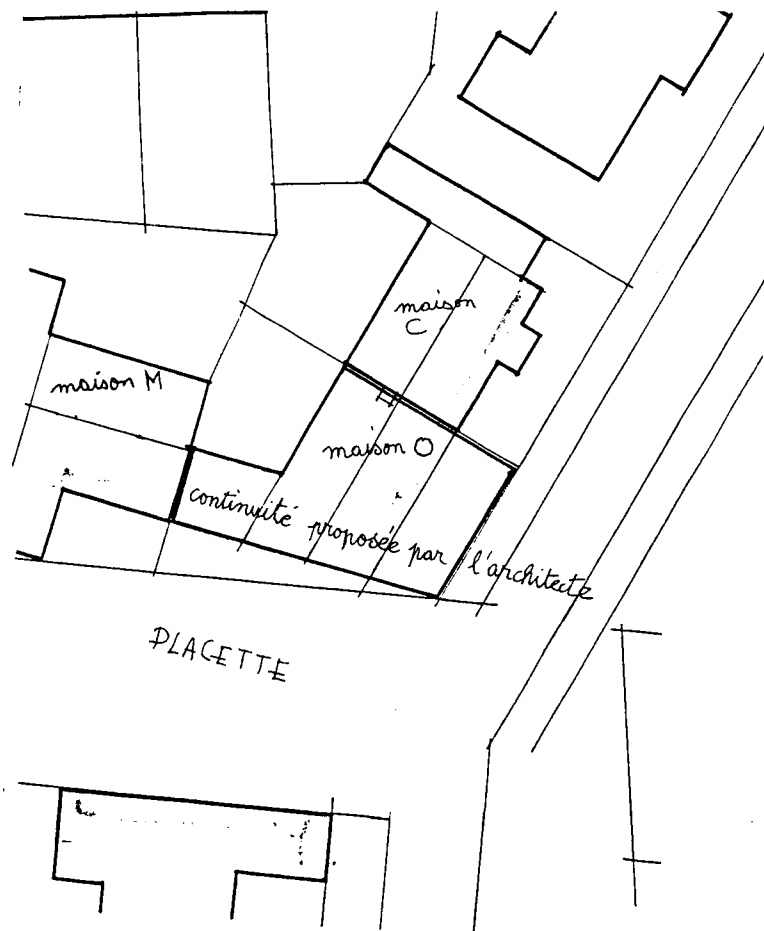 maison
C
maison M
maison O
continuité proposée par l'architecte
PLACETTE